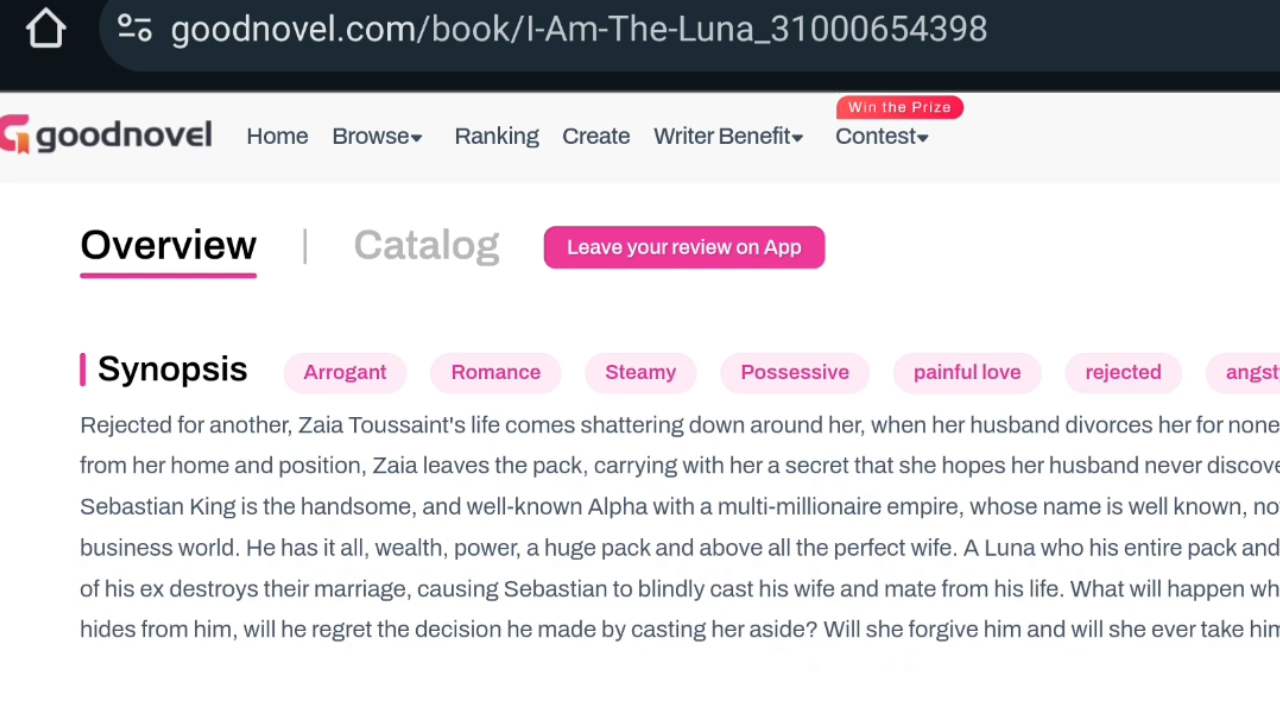 goodnovel.com/book/I-Am-The-Luna_31000654398
Win the Prize
goodnovel Home Browse Ranking Create Writer Benefit Contest
Overview | Catalog Leave your review on App
Synopsis Arrogant Romance Steamy Possessive painful love rejected
Rejected for another, Zaia Toussaint's life comes shattering down around her, when her husband divorces her for none
from her home and position, Zaia leaves the pack, carrying with her a secret that she hopes her husband never
Sebastian King is the handsome, and well-known Alpha with a multi-millionaire empire, whose name is well known,
business world. He has it all, wealth, power, a huge pack and above all the perfect wife. A Luna who his entire pack and
of his ex destroys their marriage, causing Sebastian to blindly cast his wife and mate from his life. What will happen
hides from him, will he regret the decision he made by casting her aside? Will she forgive him and will she ever take